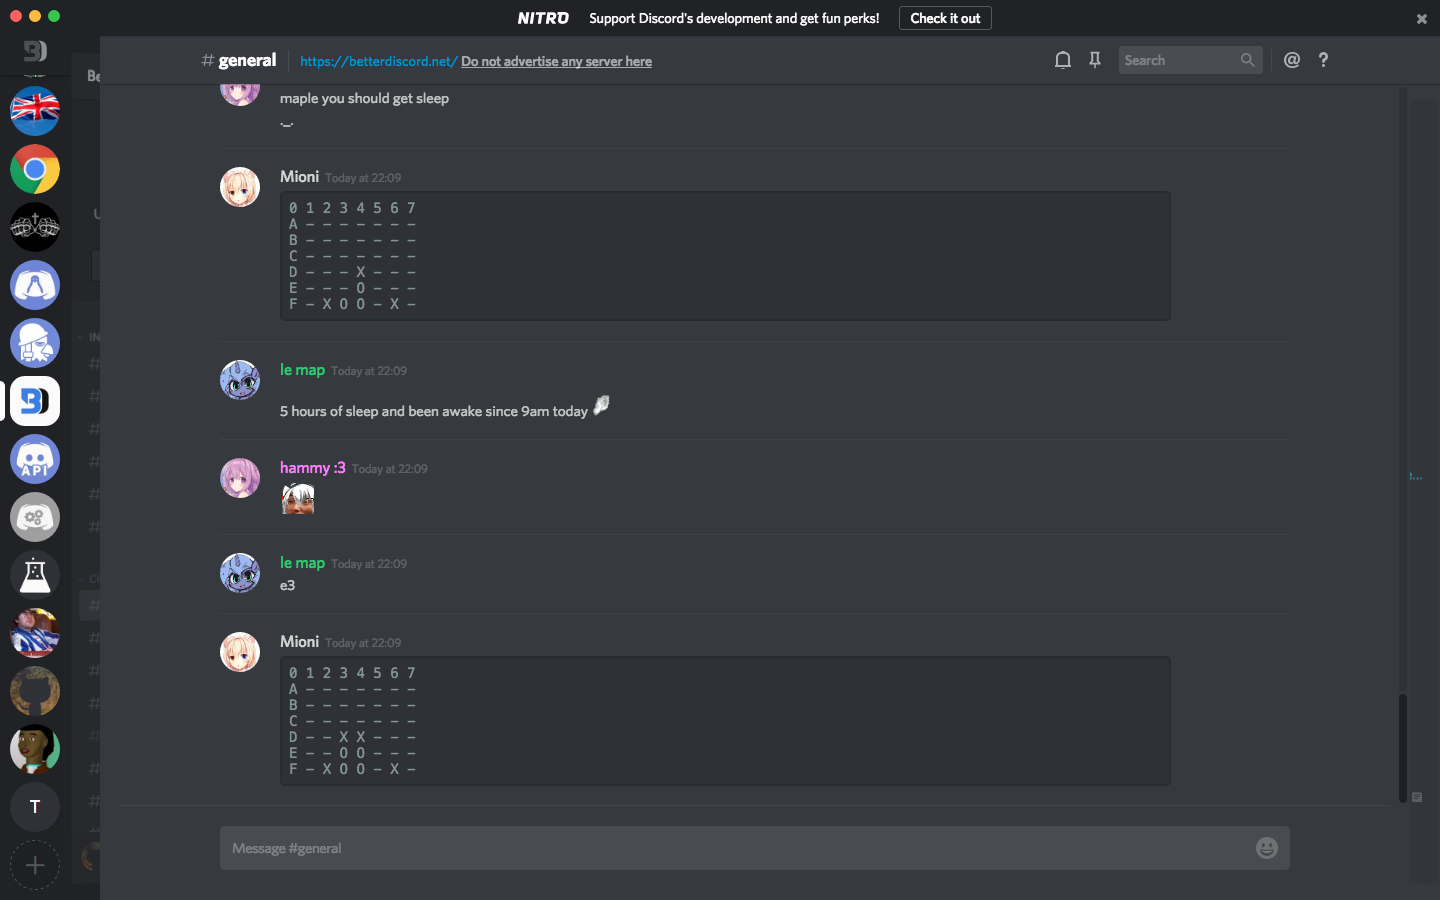 NITRO Support Discord's development and get fun perks! Check it out
# general https://betterdiscord.net/ Do not advertise any server here Search @ ?
Be
maple you should get sleep
._.
Mioni Today at 22:09
0 1 2 3 4 5 6 7
A - - - - - - -
B - - - - - - -
C - - - - - - -
D - - - X - - -
E - - - O - - -
F - X O O - X -
le map Today at 22:09
5 hours of sleep and been awake since 9am today
hammy :3 Today at 22:09
le map Today at 22:09
e3
Mioni Today at 22:09
0 1 2 3 4 5 6 7
A - - - - - - -
B - - - - - - -
C - - - - - - -
D - - X X - - -
E - - O O - - -
F - X O O - X -
Message #general
API
T
IN